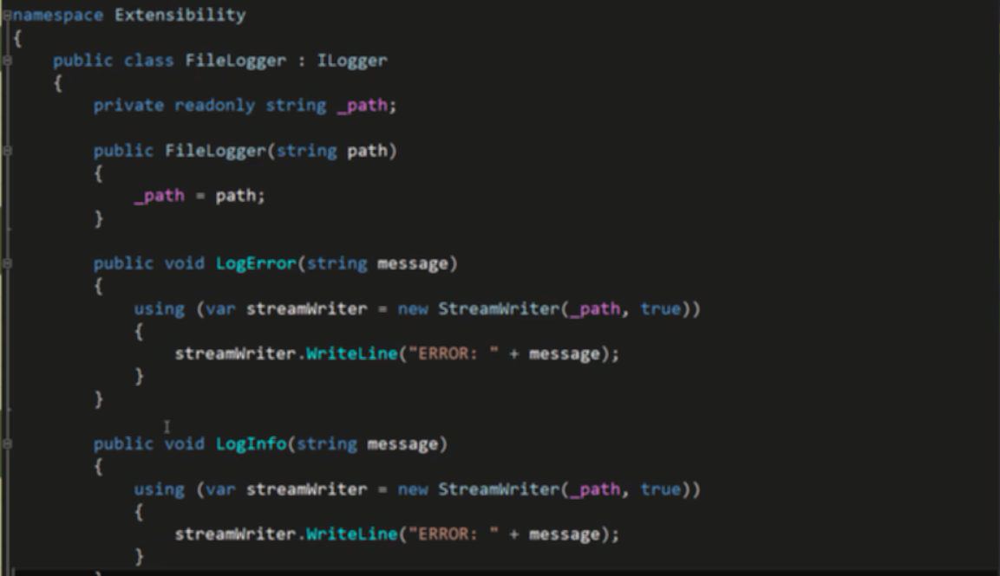 namespace Extensibility
{
    public class FileLogger : ILogger
    {
        private readonly string _path;
        public FileLogger(string path)
        {
            _path = path;
        }
        public void LogError(string message)
        {
            using (var streamWriter = new StreamWriter(_path, true))
            {
                streamWriter.WriteLine("ERROR: " + message);
            }
        }
        public void LogInfo(string message)
        {
            using (var streamWriter = new StreamWriter(_path, true))
            {
                streamWriter.WriteLine("ERROR: " + message);
            }